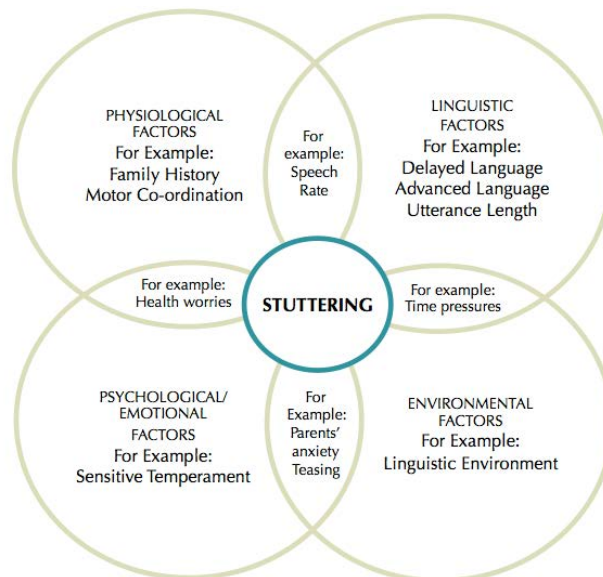 PHYSIOLOGICAL
FACTORS
For Example:
Family History
Motor Co-ordination
For
example:
Speech
Rate
LINGUISTIC
FACTORS
For Example:
Delayed Language
Advanced Language
Utterance Length
For example:
Health worries
STUTTERING
For example:
Time pressures
PSYCHOLOGICAL/
EMOTIONAL
FACTORS
For Example:
Sensitive Temperament
For
Example:
Parents’
anxiety
Teasing
ENVIRONMENTAL
FACTORS
For Example:
Linguistic Environment